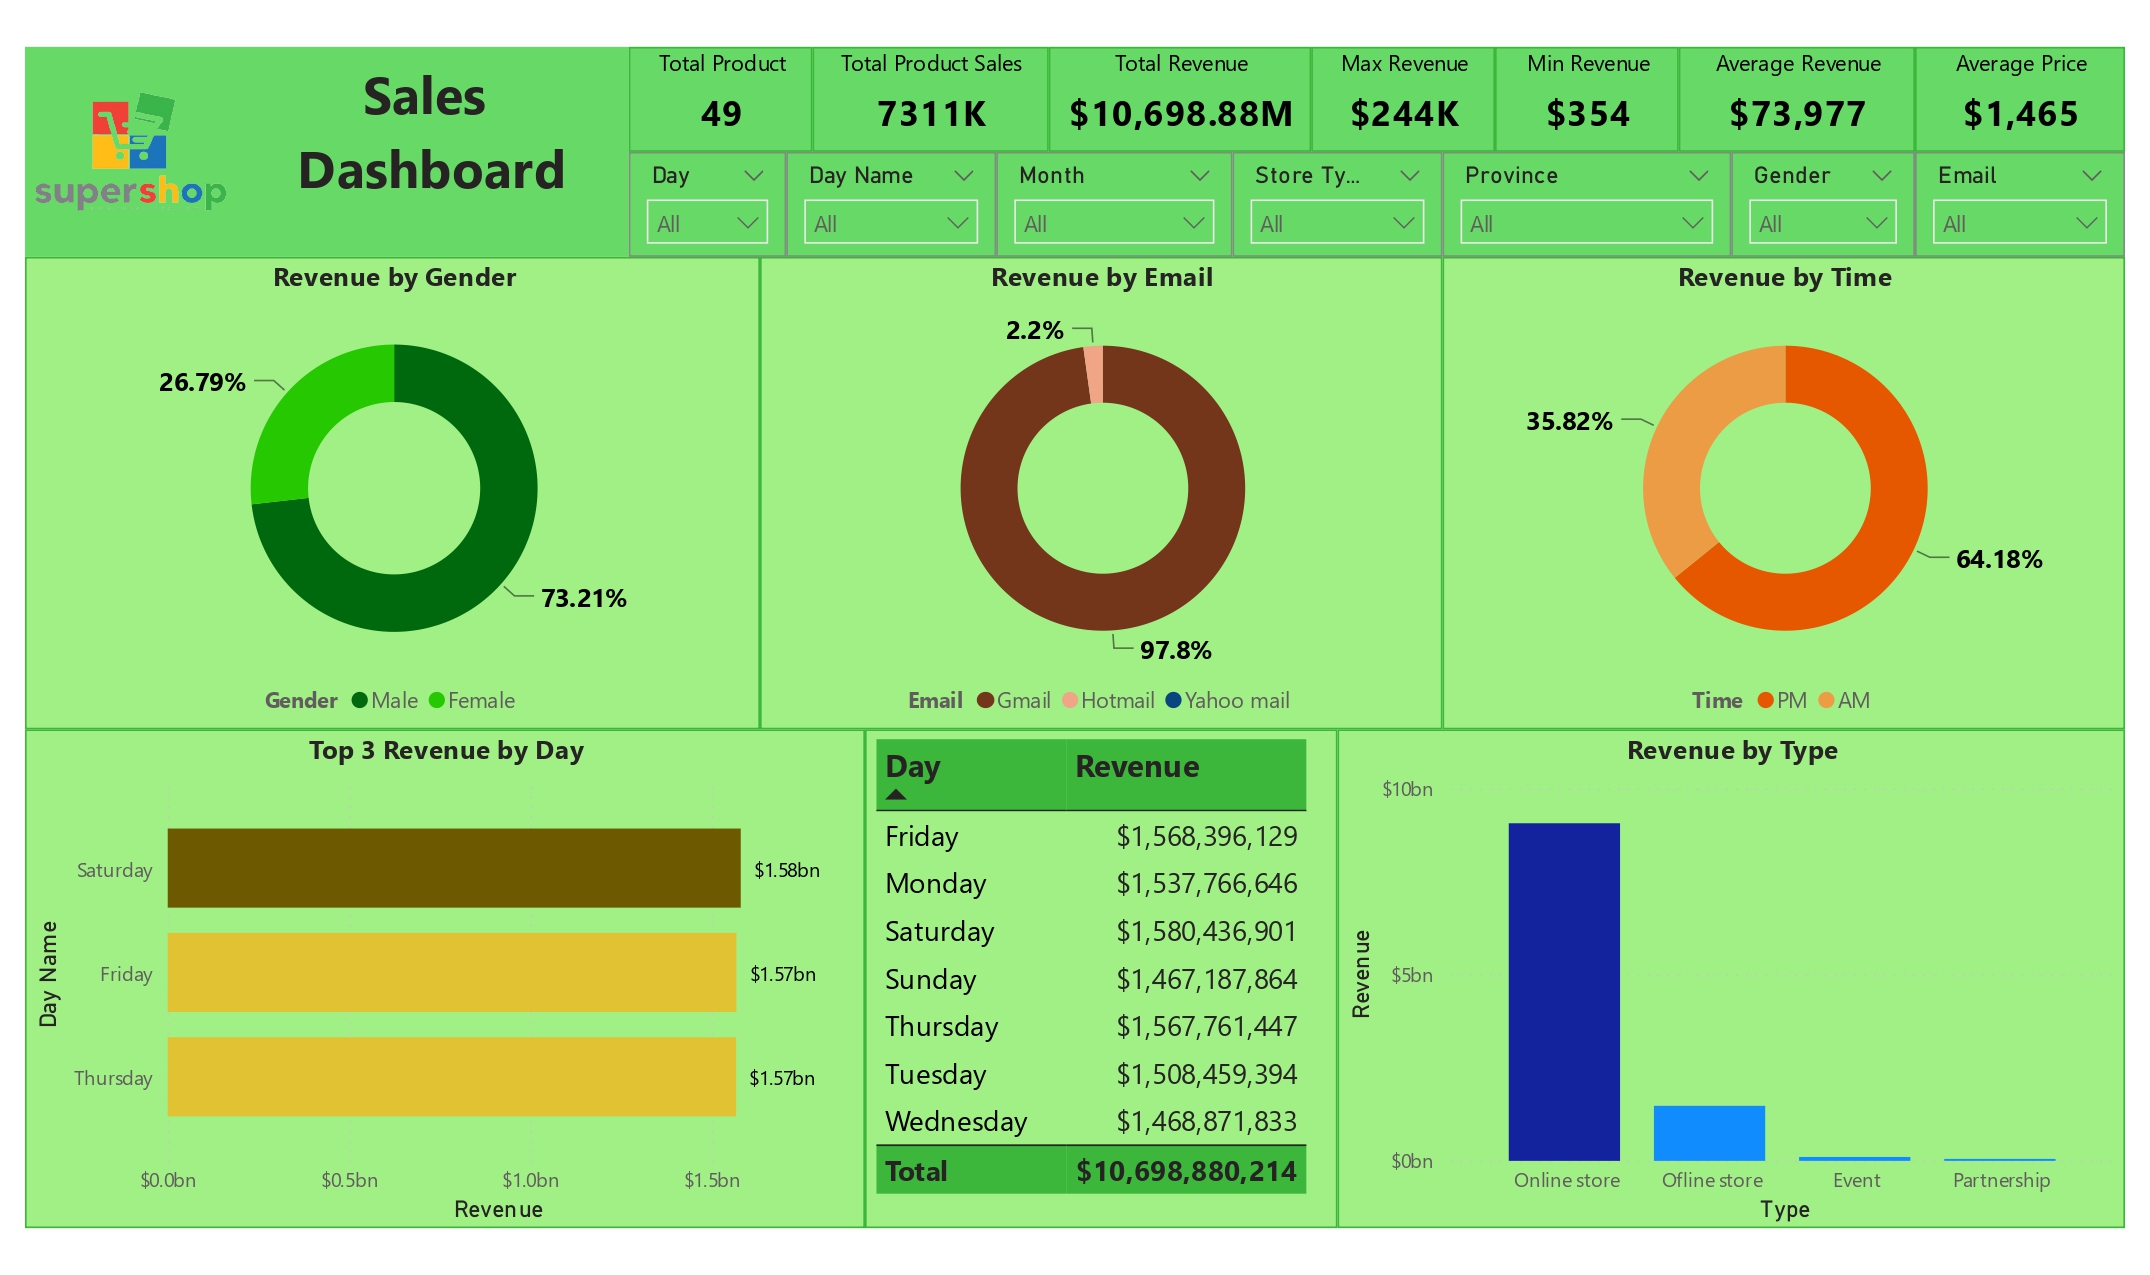 supershop
Sales
Dashboard
Total Product
49
Total Product Sales
7311K
Total Revenue
$10,698.88M
Max Revenue
$244K
Min Revenue
$354
Average Revenue
$73,977
Average Price
$1,465
Day
All
Day Name
All
Month
All
Store Ty...
All
Province
All
Gender
All
Email
All
Revenue by Gender
26.79%
73.21%
Gender Male Female
Revenue by Email
2.2%
97.8%
Email Gmail Hotmail Yahoo mail
Revenue by Time
35.82%
64.18%
Time PM AM
Top 3 Revenue by Day
Day Name
Saturday $1.58bn
Friday $1.57bn
Thursday $1.57bn
$0.0bn $0.5bn $1.0bn $1.5bn
Revenue
Day Revenue
Friday $1,568,396,129
Monday $1,537,766,646
Saturday $1,580,436,901
Sunday $1,467,187,864
Thursday $1,567,761,447
Tuesday $1,508,459,394
Wednesday $1,468,871,833
Total $10,698,880,214
Revenue by Type
Revenue
$10bn
$5bn
$0bn
Online store Ofline store Event Partnership
Type